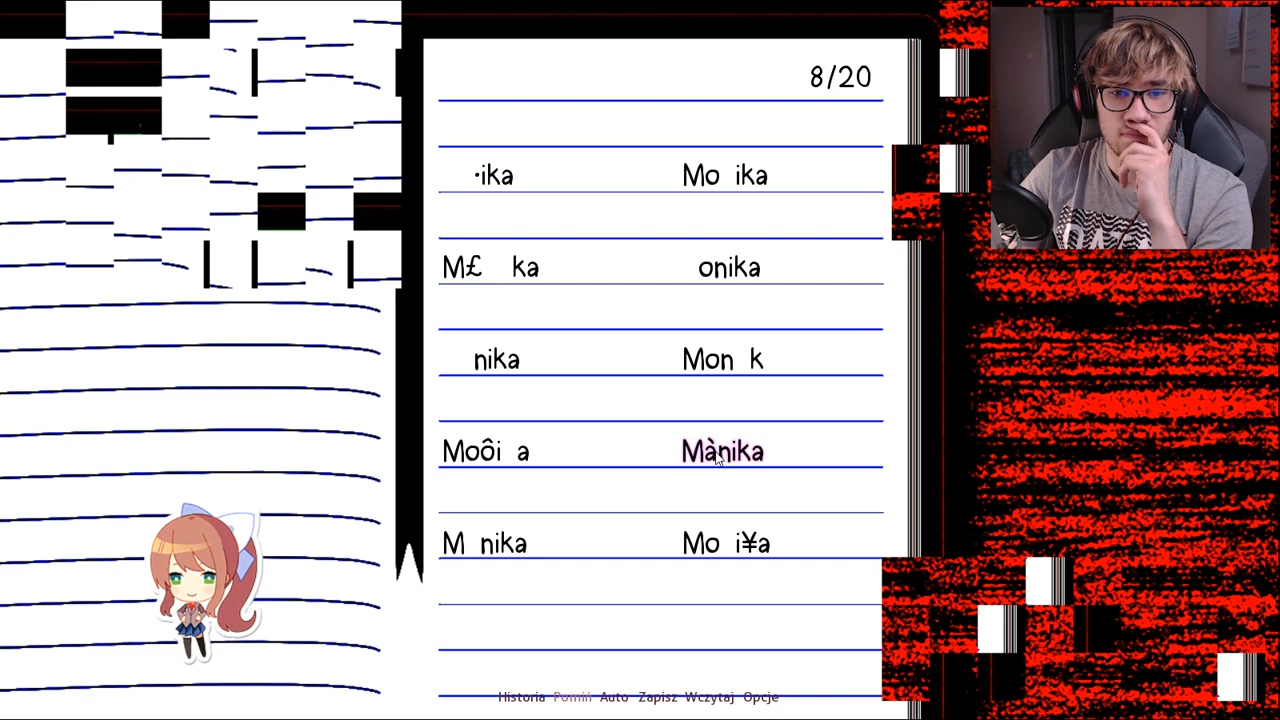 8/20
·ika Mo ika
M£ ka onika
nika Mon k
Moôi a Mànika
M nika Mo i¥a
Historia Pomiń Auto Zapisz Wczytaj Opcje